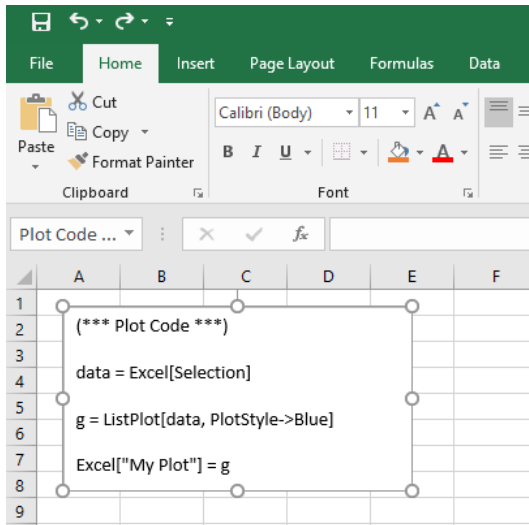 File Home Insert Page Layout Formulas Data
Cut
Copy
Paste
Format Painter
Calibri (Body) 11 A A
B I U A
Clipboard Font
Plot Code ... fx
A B C D E F
1
2
3
4
5
6
7
8
9
(*** Plot Code ***)
data = Excel[Selection]
g = ListPlot[data, PlotStyle->Blue]
Excel["My Plot"] = g